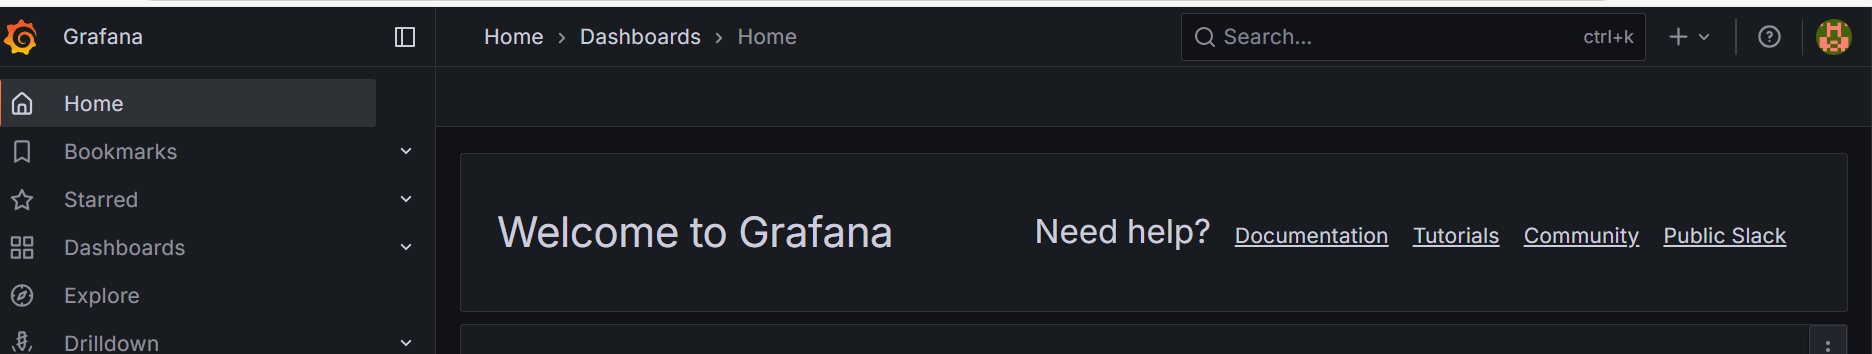 Grafana
Home > Dashboards > Home
Search...
ctrl+k
Home
Bookmarks
Starred
Dashboards
Explore
Drilldown
Welcome to Grafana
Need help? Documentation Tutorials Community Public Slack